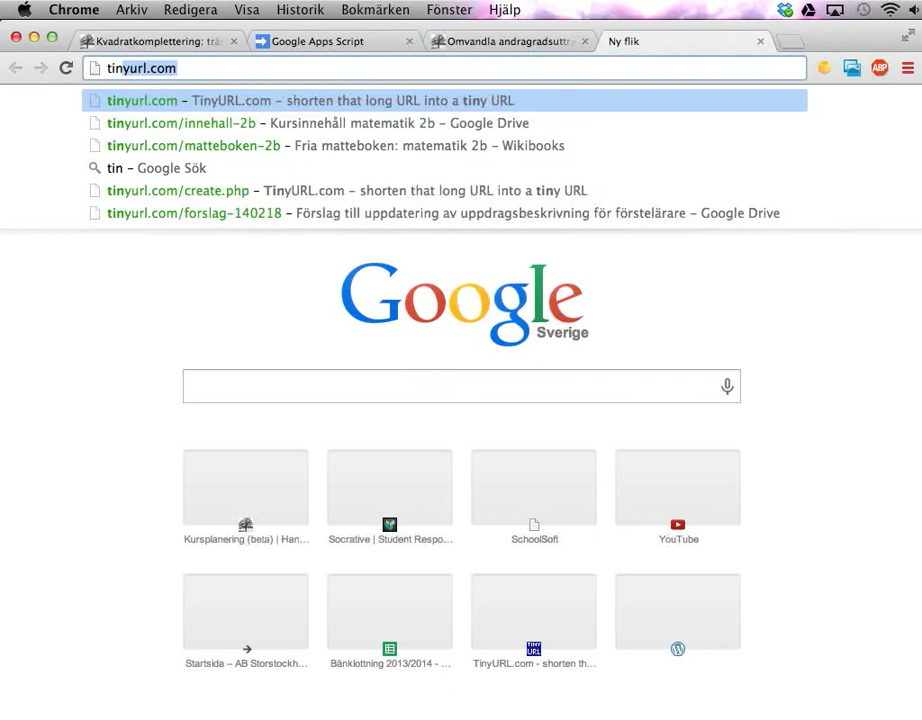 Chrome Arkiv Redigera Visa Historik Bokmärken Fönster Hjälp
Kvadratkomplettering: trä Google Apps Script Omvandla andragradsuttr Ny flik
tinyurl.com
ABP
tinyurl.com – TinyURL.com – shorten that long URL into a tiny URL
tinyurl.com/innehall-2b – Kursinnehåll matematik 2b – Google Drive
tinyurl.com/matteboken-2b – Fria matteboken: matematik 2b – Wikibooks
tin – Google Sök
tinyurl.com/create.php – TinyURL.com – shorten that long URL into a tiny URL
tinyurl.com/forslag-140218 – Förslag till uppdatering av uppdragsbeskrivning för förstelärare – Google Drive
Google
Sverige
Kursplanering (beta) | Han... Socrative | Student Respo... SchoolSoft YouTube
TINY
URL
Startsida – AB Storstockh... Bänklottning 2013/2014 - ... TinyURL.com - shorten th...